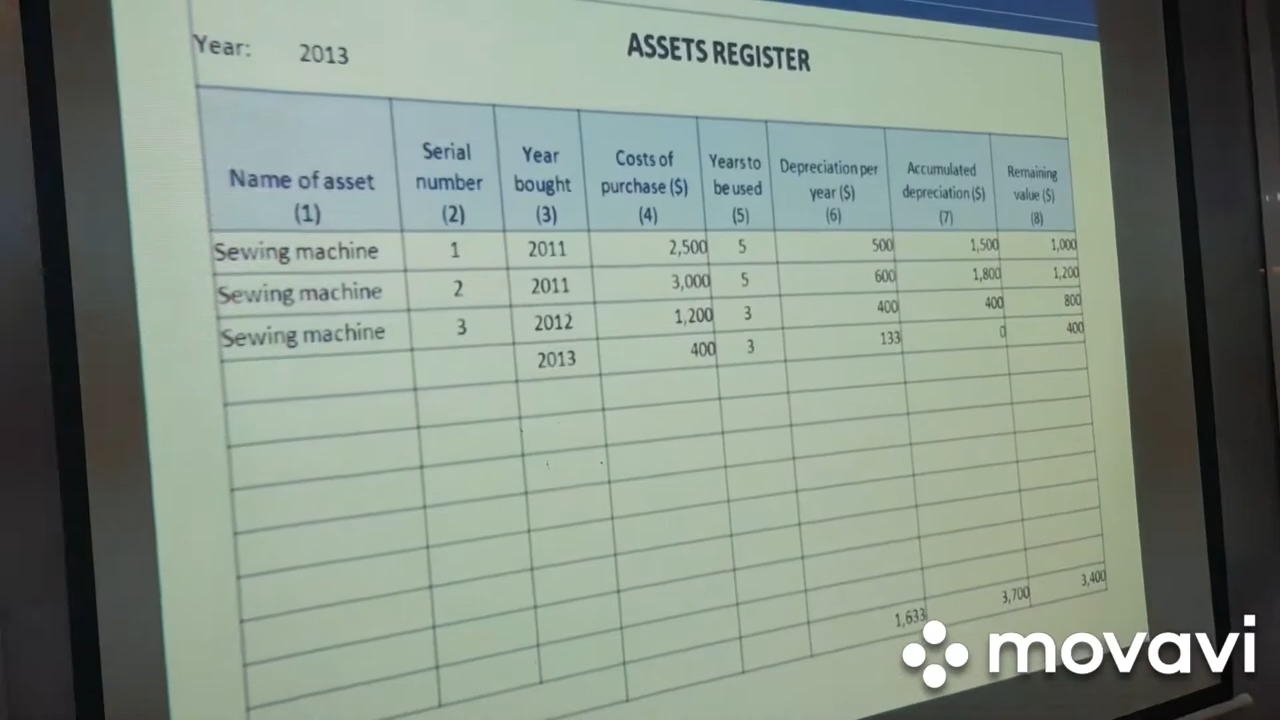 Year: 2013
ASSETS REGISTER
Name of asset (1) Serial number (2) Year bought (3) Costs of purchase ($) (4) Years to be used (5) Depreciation per year ($) (6) Accumulated depreciation ($) (7) Remaining value ($) (8)
Sewing machine 1 2011 2,500 5 500 1,500 1,000
Sewing machine 2 2011 3,000 5 600 1,800 1,200
Sewing machine 3 2012 1,200 3 400 400 800
2013 400 3 133 0 400
1,633 3,700 3,400
movavi